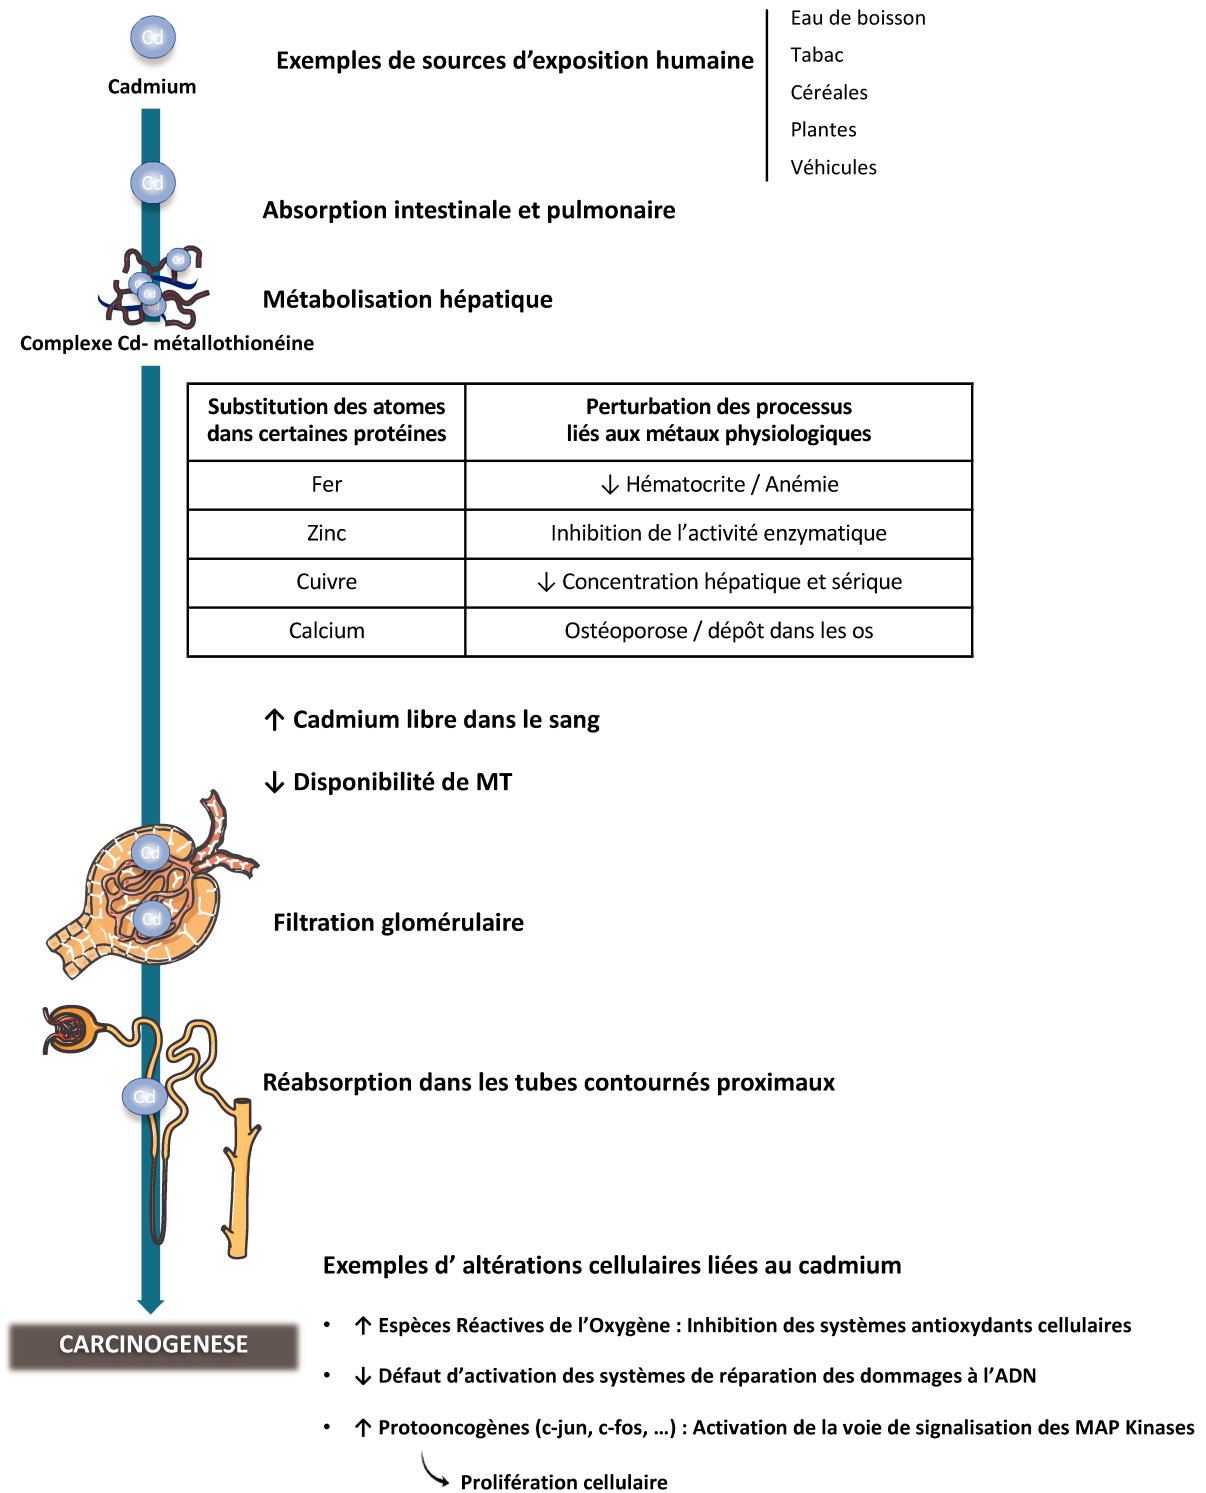 Cd
Cadmium
Exemples de sources d’exposition humaine
Eau de boisson
Tabac
Céréales
Plantes
Véhicules
Cd
Absorption intestinale et pulmonaire
Cd
Cd
Cd
Cd
Métabolisation hépatique
Complexe Cd- métallothionéine
Substitution des atomes
dans certaines protéines
Perturbation des processus
liés aux métaux physiologiques
Fer
↓ Hématocrite / Anémie
Zinc
Inhibition de l’activité enzymatique
Cuivre
↓ Concentration hépatique et sérique
Calcium
Ostéoporose / dépôt dans les os
↑ Cadmium libre dans le sang
↓ Disponibilité de MT
Cd
Cd
Filtration glomérulaire
Cd
Réabsorption dans les tubes contournés proximaux
Exemples d’ altérations cellulaires liées au cadmium
CARCINOGENESE
• ↑ Espèces Réactives de l’Oxygène : Inhibition des systèmes antioxydants cellulaires
• ↓ Défaut d’activation des systèmes de réparation des dommages à l’ADN
• ↑ Protooncogènes (c-jun, c-fos, ...) : Activation de la voie de signalisation des MAP Kinases
Prolifération cellulaire